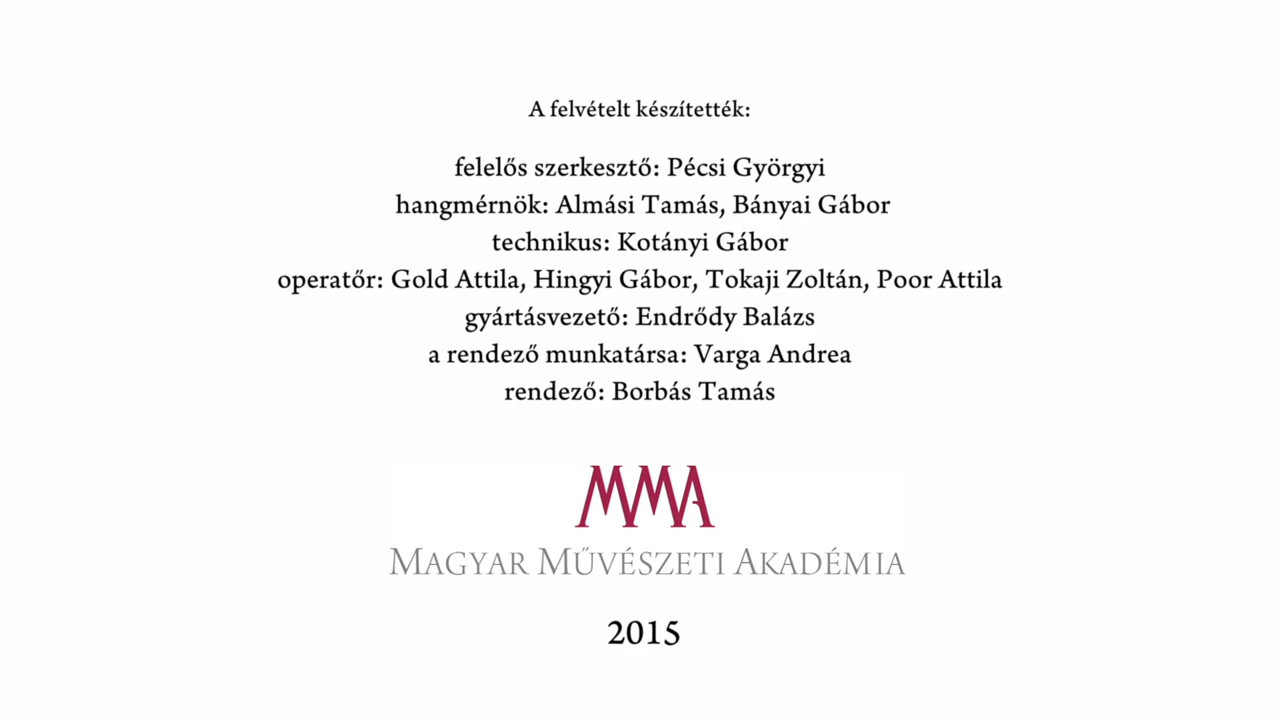 A felvételt készítették:
felelős szerkesztő: Pécsi Györgyi
hangmérnök: Almási Tamás, Bányai Gábor
technikus: Kotányi Gábor
operatőr: Gold Attila, Hingyi Gábor, Tokaji Zoltán, Poor Attila
gyártásvezető: Endrődy Balázs
a rendező munkatársa: Varga Andrea
rendező: Borbás Tamás
MMA
MAGYAR MŰVÉSZETI AKADÉMIA
2015